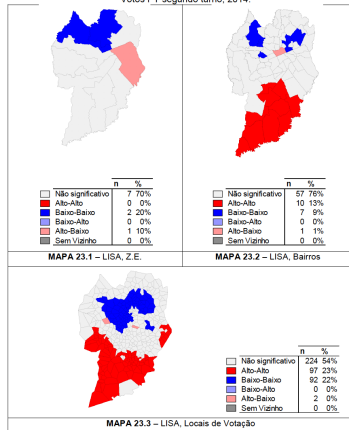 Votos PT segundo turno, 2014.
n %
Não significativo 7 70%
Alto-Alto 0 0%
Baixo-Baixo 2 20%
Baixo-Alto 0 0%
Alto-Baixo 1 10%
Sem Vizinho 0 0%
MAPA 23.1 – LISA, Z.E.
n %
Não significativo 57 76%
Alto-Alto 10 13%
Baixo-Baixo 7 9%
Baixo-Alto 0 0%
Alto-Baixo 1 1%
Sem Vizinho 0 0%
MAPA 23.2 – LISA, Bairros
n %
Não significativo 224 54%
Alto-Alto 97 23%
Baixo-Baixo 92 22%
Baixo-Alto 0 0%
Alto-Baixo 2 0%
Sem Vizinho 0 0%
MAPA 23.3 – LISA, Locais de Votação